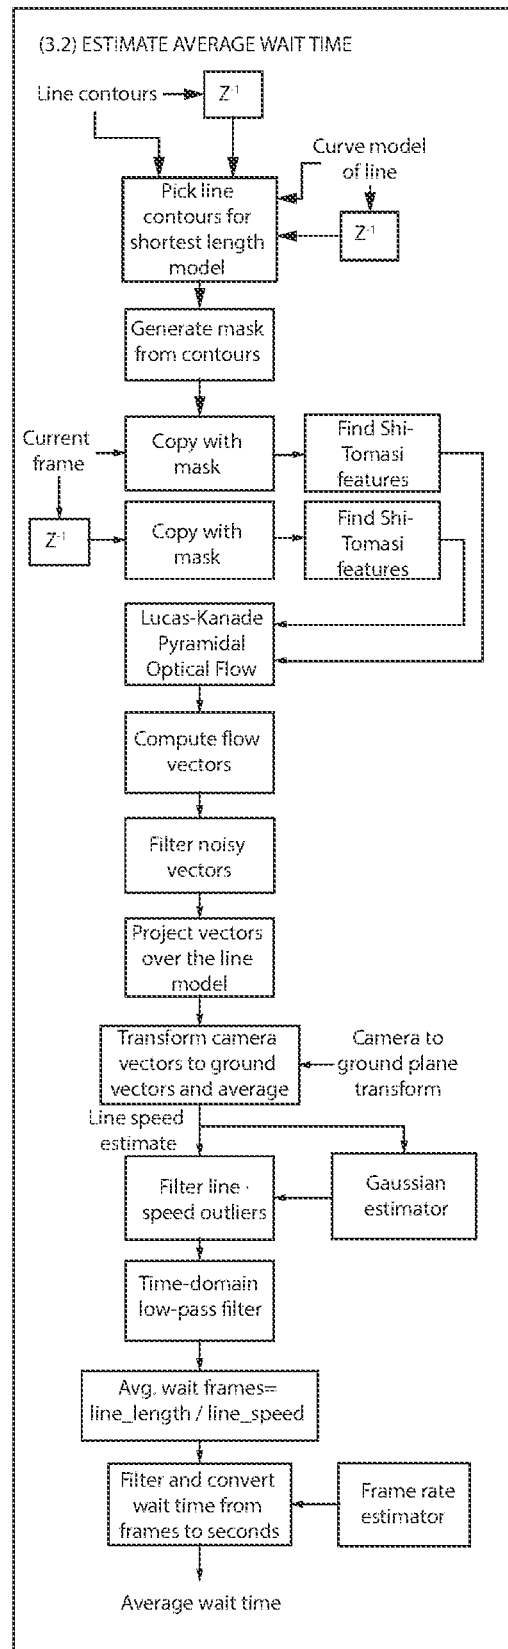 (3.2) ESTIMATE AVERAGE WAIT TIME
Line contours
Z⁻¹
Curve model
of line
Pick line
contours for
shortest length
model
Z⁻¹
Generate mask
from contours
Current
frame
Copy with
mask
Find Shi-
Tomasi
features
Z⁻¹
Copy with
mask
Find Shi-
Tomasi
features
Lucas-Kanade
Pyramidal
Optical Flow
Compute flow
vectors
Filter noisy
vectors
Project vectors
over the line
model
Transform camera
vectors to ground
vectors and average
Camera to
ground plane
transform
Line speed
estimate
Filter line ·
speed outliers
Gaussian
estimator
Time-domain
low-pass filter
Avg. wait frames=
line_length / line_speed
Filter and convert
wait time from
frames to seconds
Frame rate
estimator
Average wait time